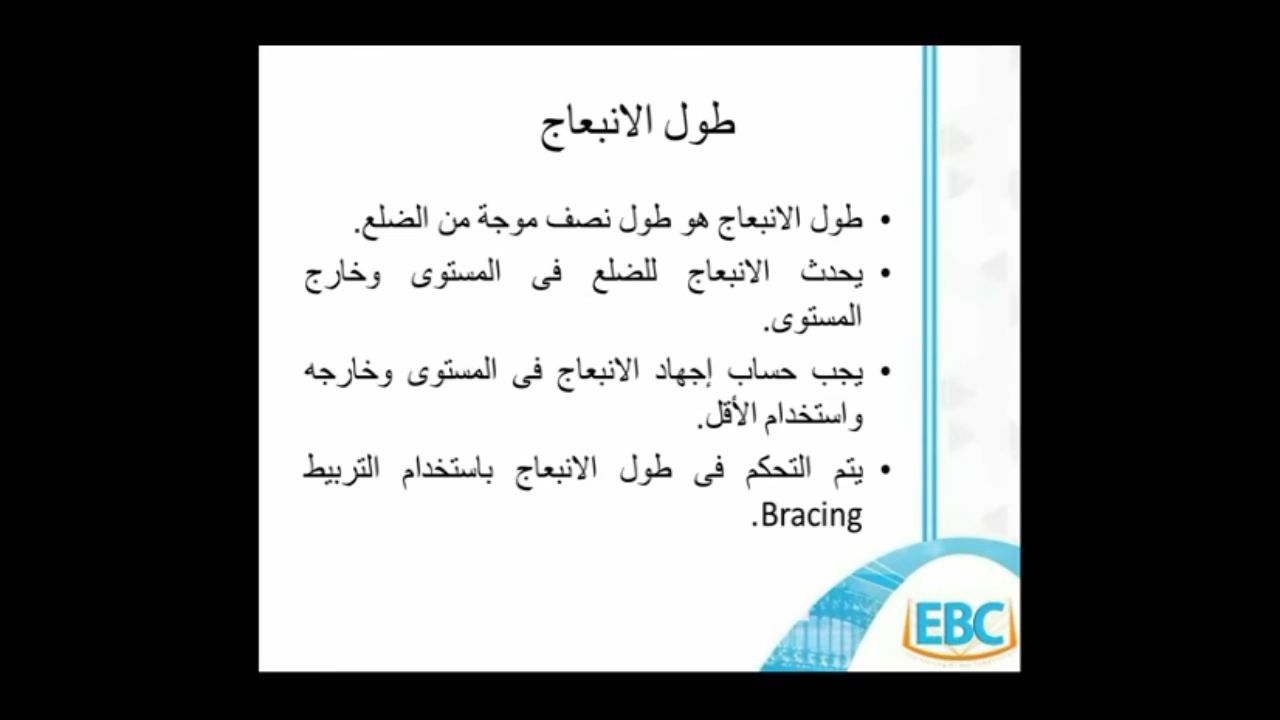 طول الانبعاج
• طول الانبعاج هو طول نصف موجة من الضلع.
• يحدث الانبعاج للضلع فى المستوى وخارج
المستوى.
• يجب حساب إجهاد الانبعاج فى المستوى وخارجه
واستخدام الأقل.
• يتم التحكم فى طول الانبعاج باستخدام التربيط
Bracing.
EBC